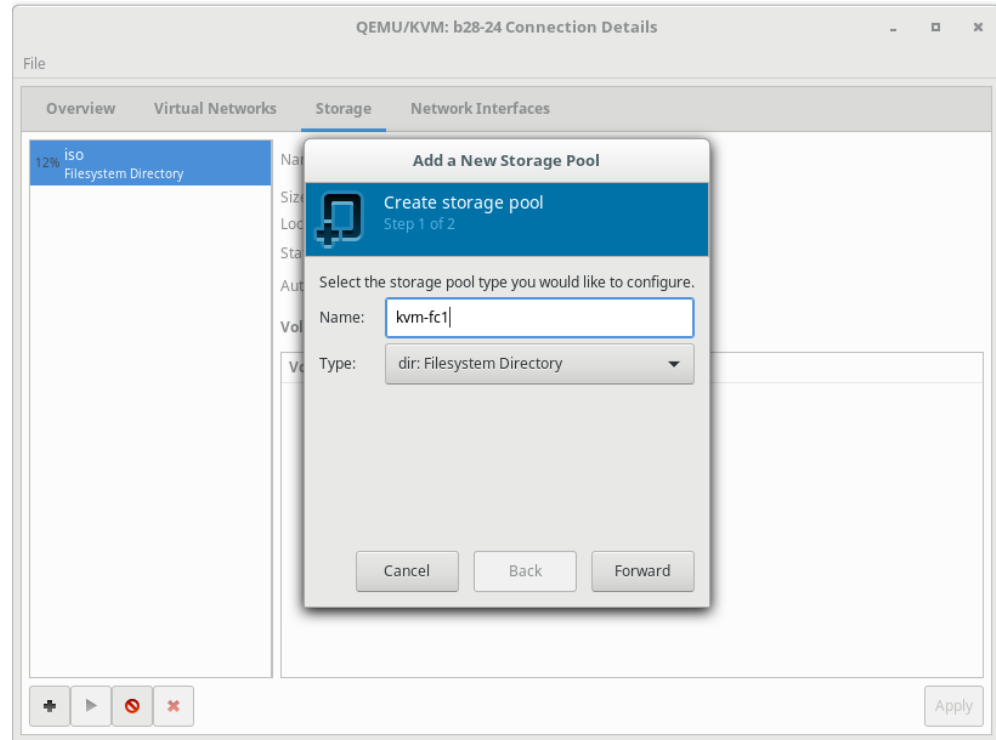 QEMU/KVM: b28-24 Connection Details
File
Overview Virtual Networks Storage Network Interfaces
12% iso
Filesystem Directory
Add a New Storage Pool
Create storage pool
Step 1 of 2
Select the storage pool type you would like to configure.
Name: kvm-fc1
Type: dir: Filesystem Directory
Cancel Back Forward
Apply